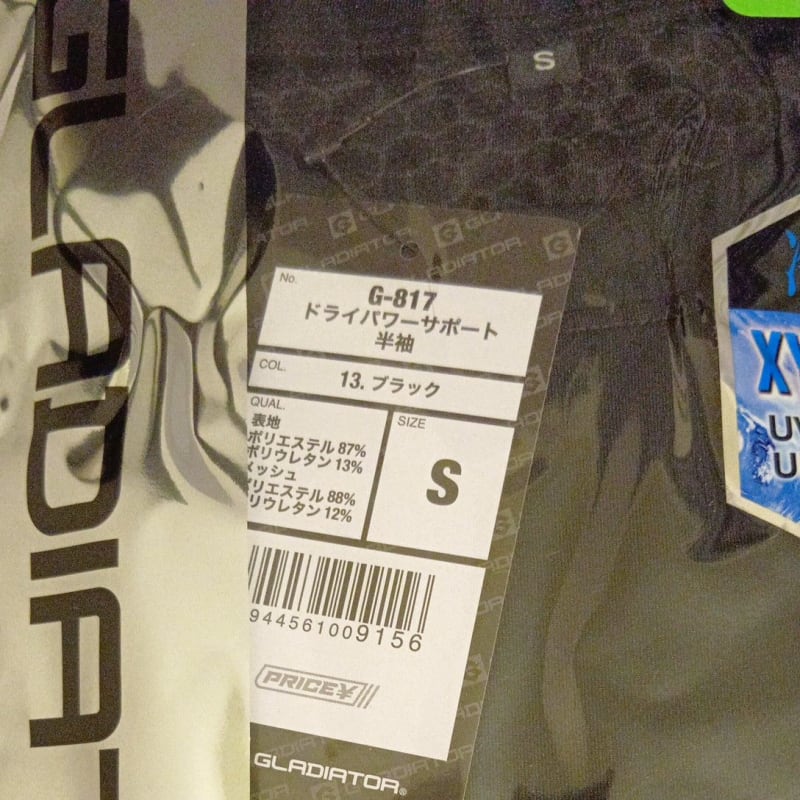 GLADIAT
S
GLADIATOR
No.
G-817
ドライパワーサポート
半袖
COL.
13. ブラック
QUAL.
表地
ポリエステル 87%
ポリウレタン 13%
メッシュ
ポリエステル 88%
リウレタン 12%
SIZE
S
944561009156
PRICE¥
GLADIATOR®
XY
UV
U